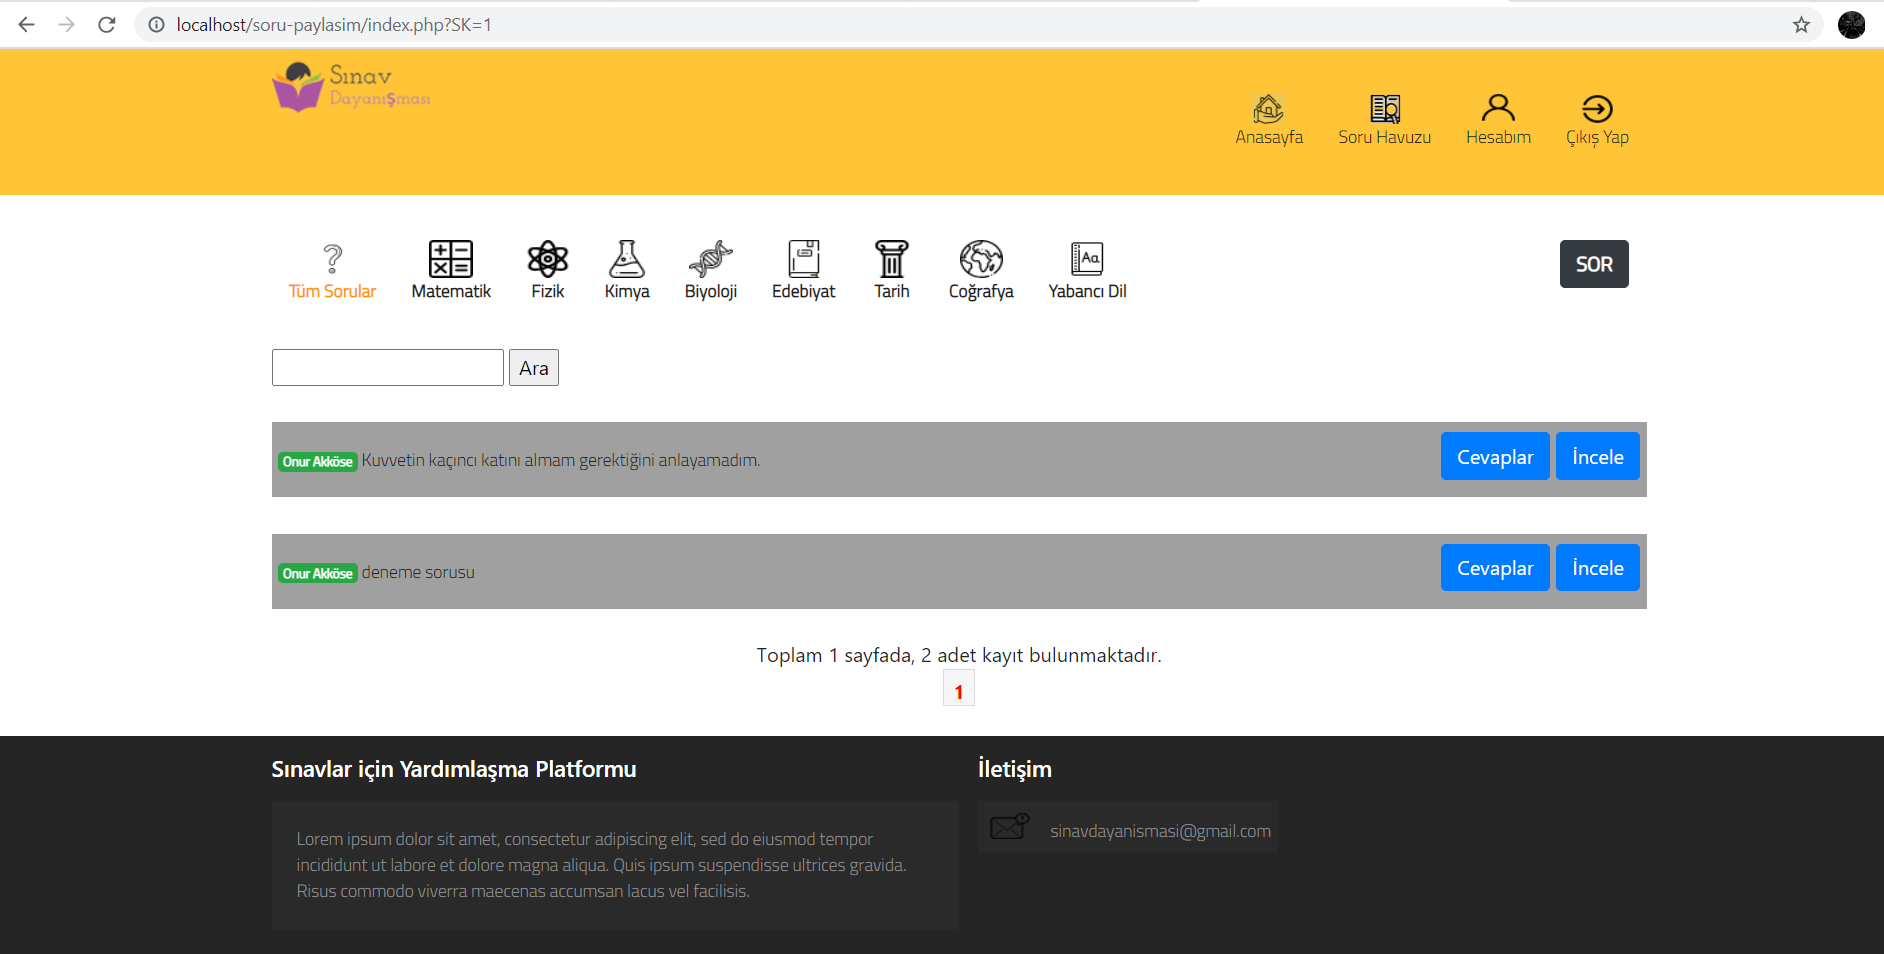 localhost/soru-paylasim/index.php?SK=1
Sınav
Dayanışması
Anasayfa Soru Havuzu Hesabım Çıkış Yap
Tüm Sorular Matematik Fizik Kimya Biyoloji Edebiyat Tarih Coğrafya Yabancı Dil
SOR
Ara
Onur Akköse Kuvvetin kaçıncı katını almam gerektiğini anlayamadım. Cevaplar İncele
Onur Akköse deneme sorusu Cevaplar İncele
Toplam 1 sayfada, 2 adet kayıt bulunmaktadır.
1
Sınavlar için Yardımlaşma Platformu
Lorem ipsum dolor sit amet, consectetur adipiscing elit, sed do eiusmod tempor
incididunt ut labore et dolore magna aliqua. Quis ipsum suspendisse ultrices gravida.
Risus commodo viverra maecenas accumsan lacus vel facilisis.
İletişim
sinavdayanismasi@gmail.com